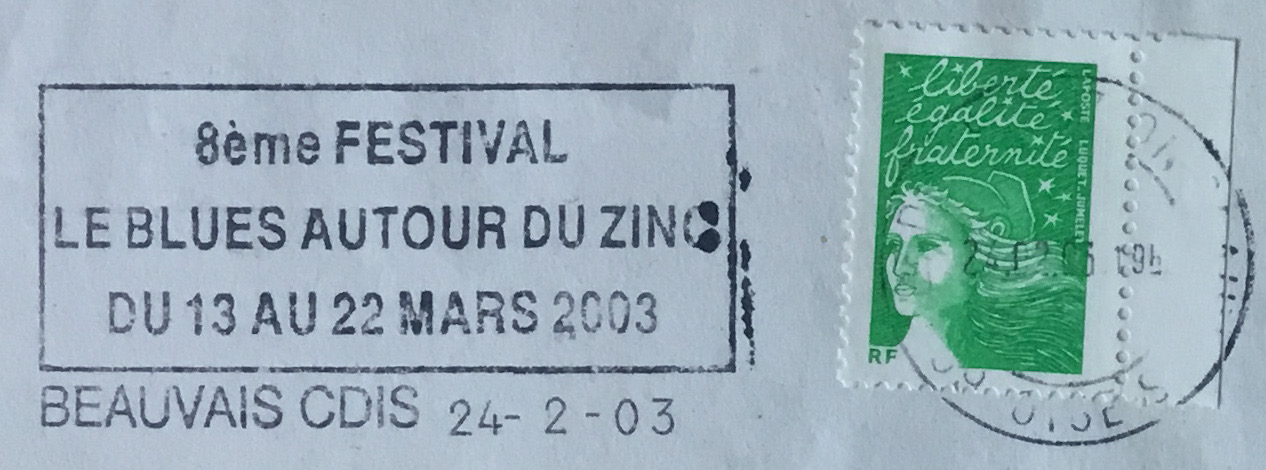 8ème FESTIVAL
LE BLUES AUTOUR DU ZINC
DU 13 AU 22 MARS 2003
BEAUVAIS CDIS 24-2-03
liberté
égalité
fraternité
LAPOSTE LUQUET-JUMELET
RF
OISE